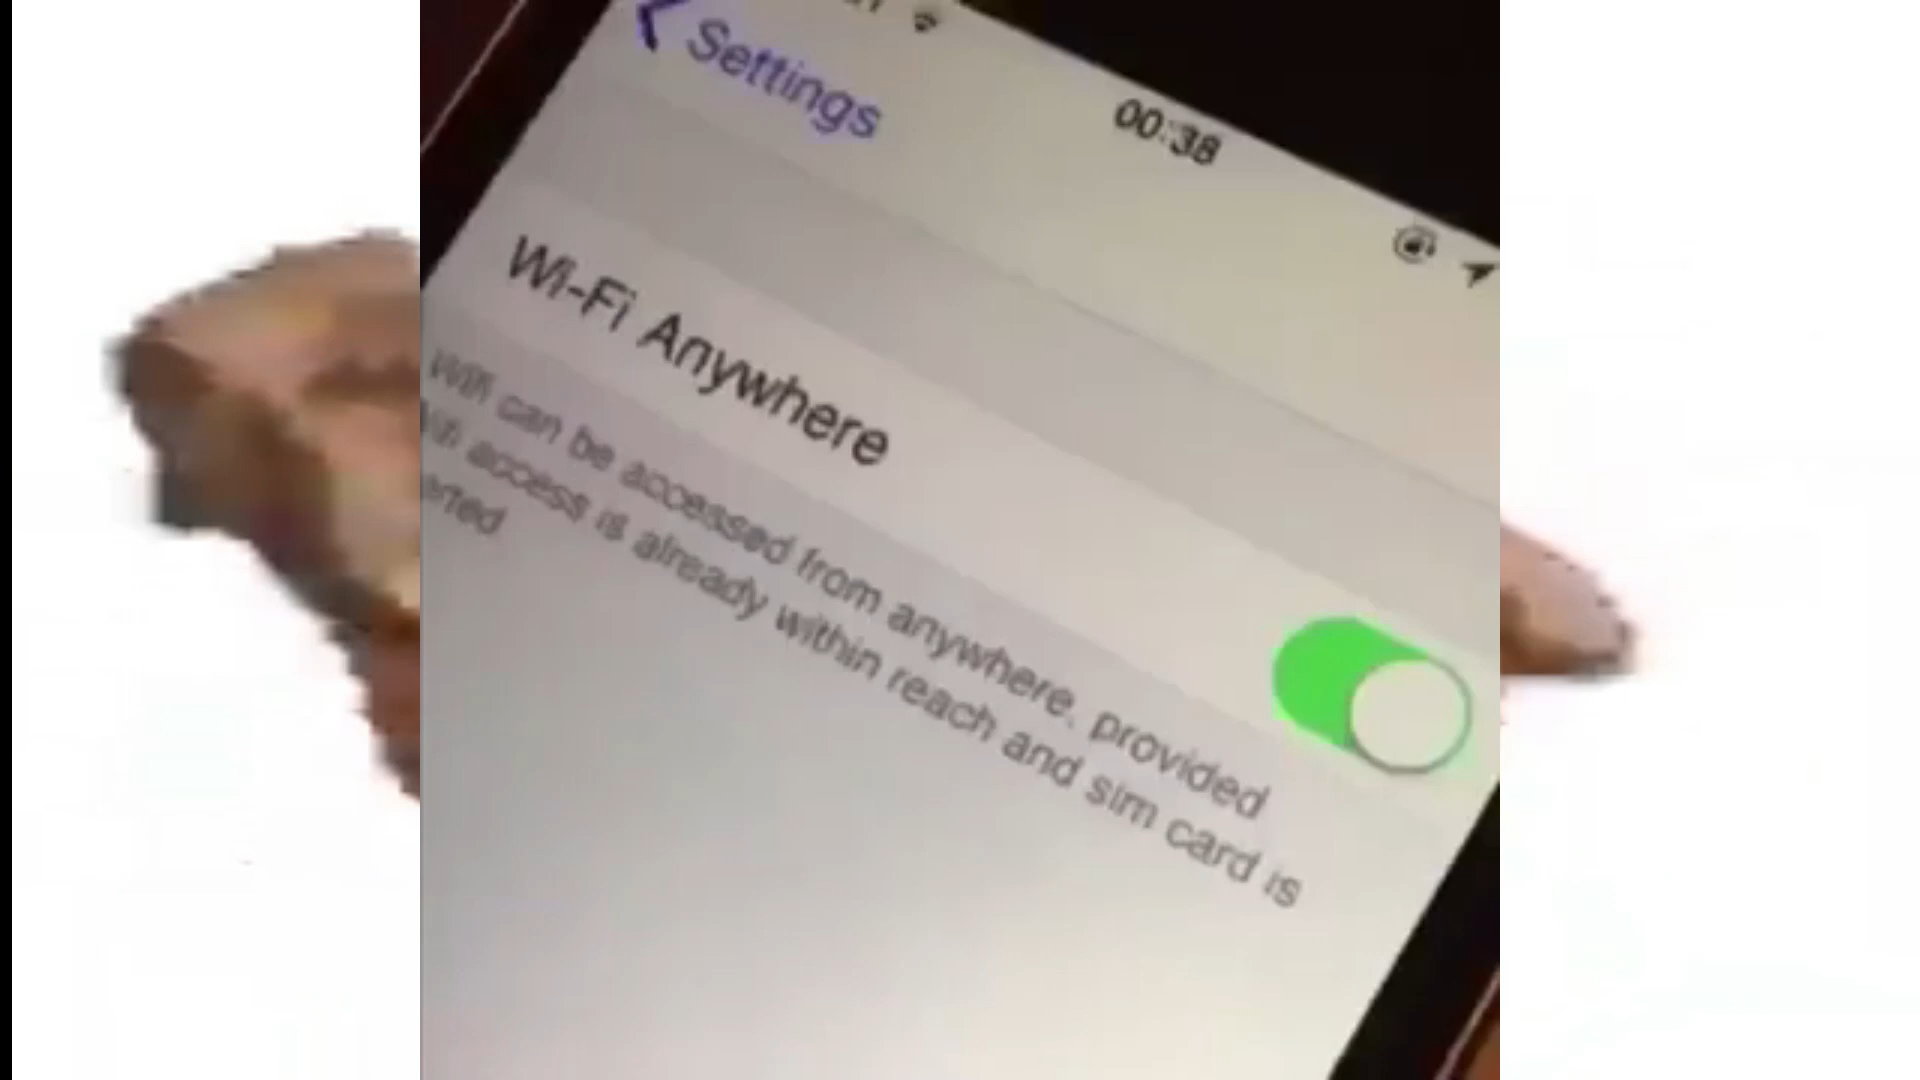 Settings
00:38
Wi-Fi Anywhere
Wifi can be accessed from anywhere, provided
access is already within reach and sim card is